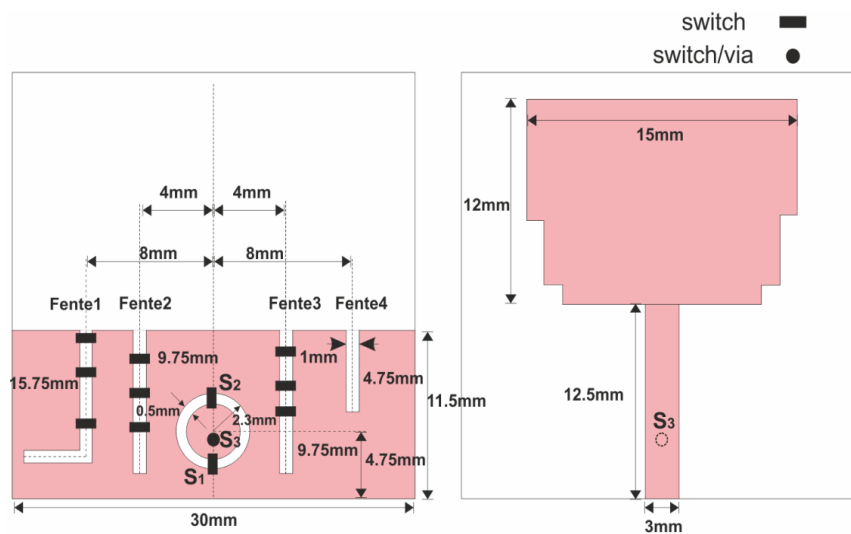 switch
switch/via
4mm
4mm
8mm
8mm
Fente1
Fente2
Fente3
Fente4
15.75mm
9.75mm
S2
0.5mm
2.3mm
S3
S1
1mm
4.75mm
9.75mm
4.75mm
11.5mm
30mm
15mm
12mm
12.5mm
S3
3mm